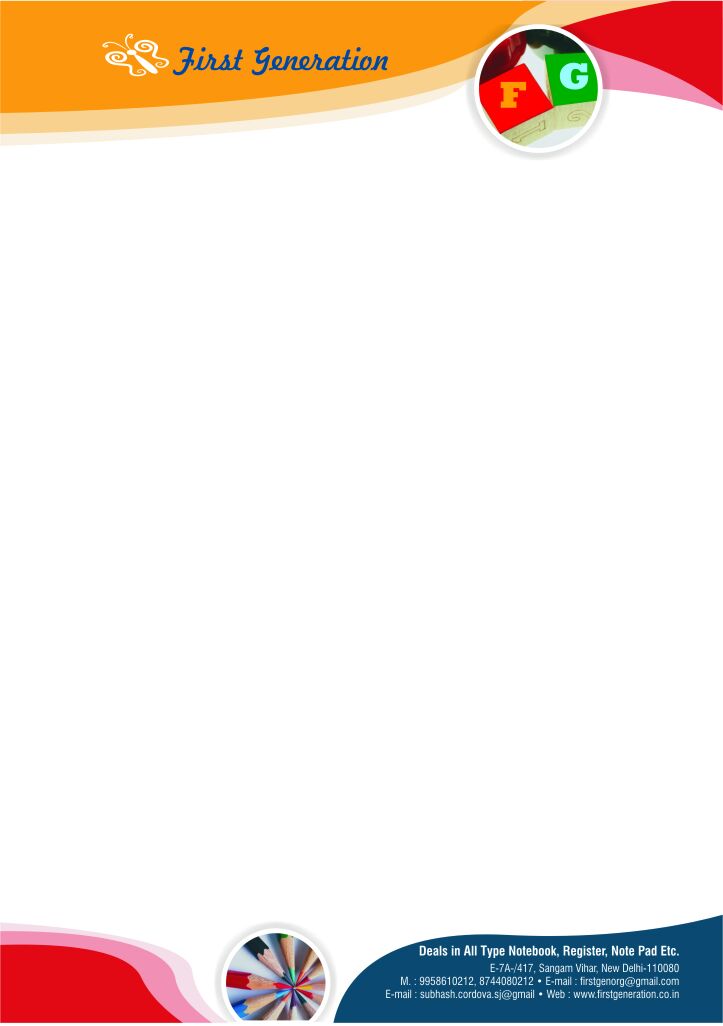 First Generation
F G
Deals in All Type Notebook, Register, Note Pad Etc.
E-7A-/417, Sangam Vihar, New Delhi-110080
M. : 9958610212, 8744080212 • E-mail : firstgenorg@gmail.com
E-mail : subhash.cordova.sj@gmail • Web : www.firstgeneration.co.in